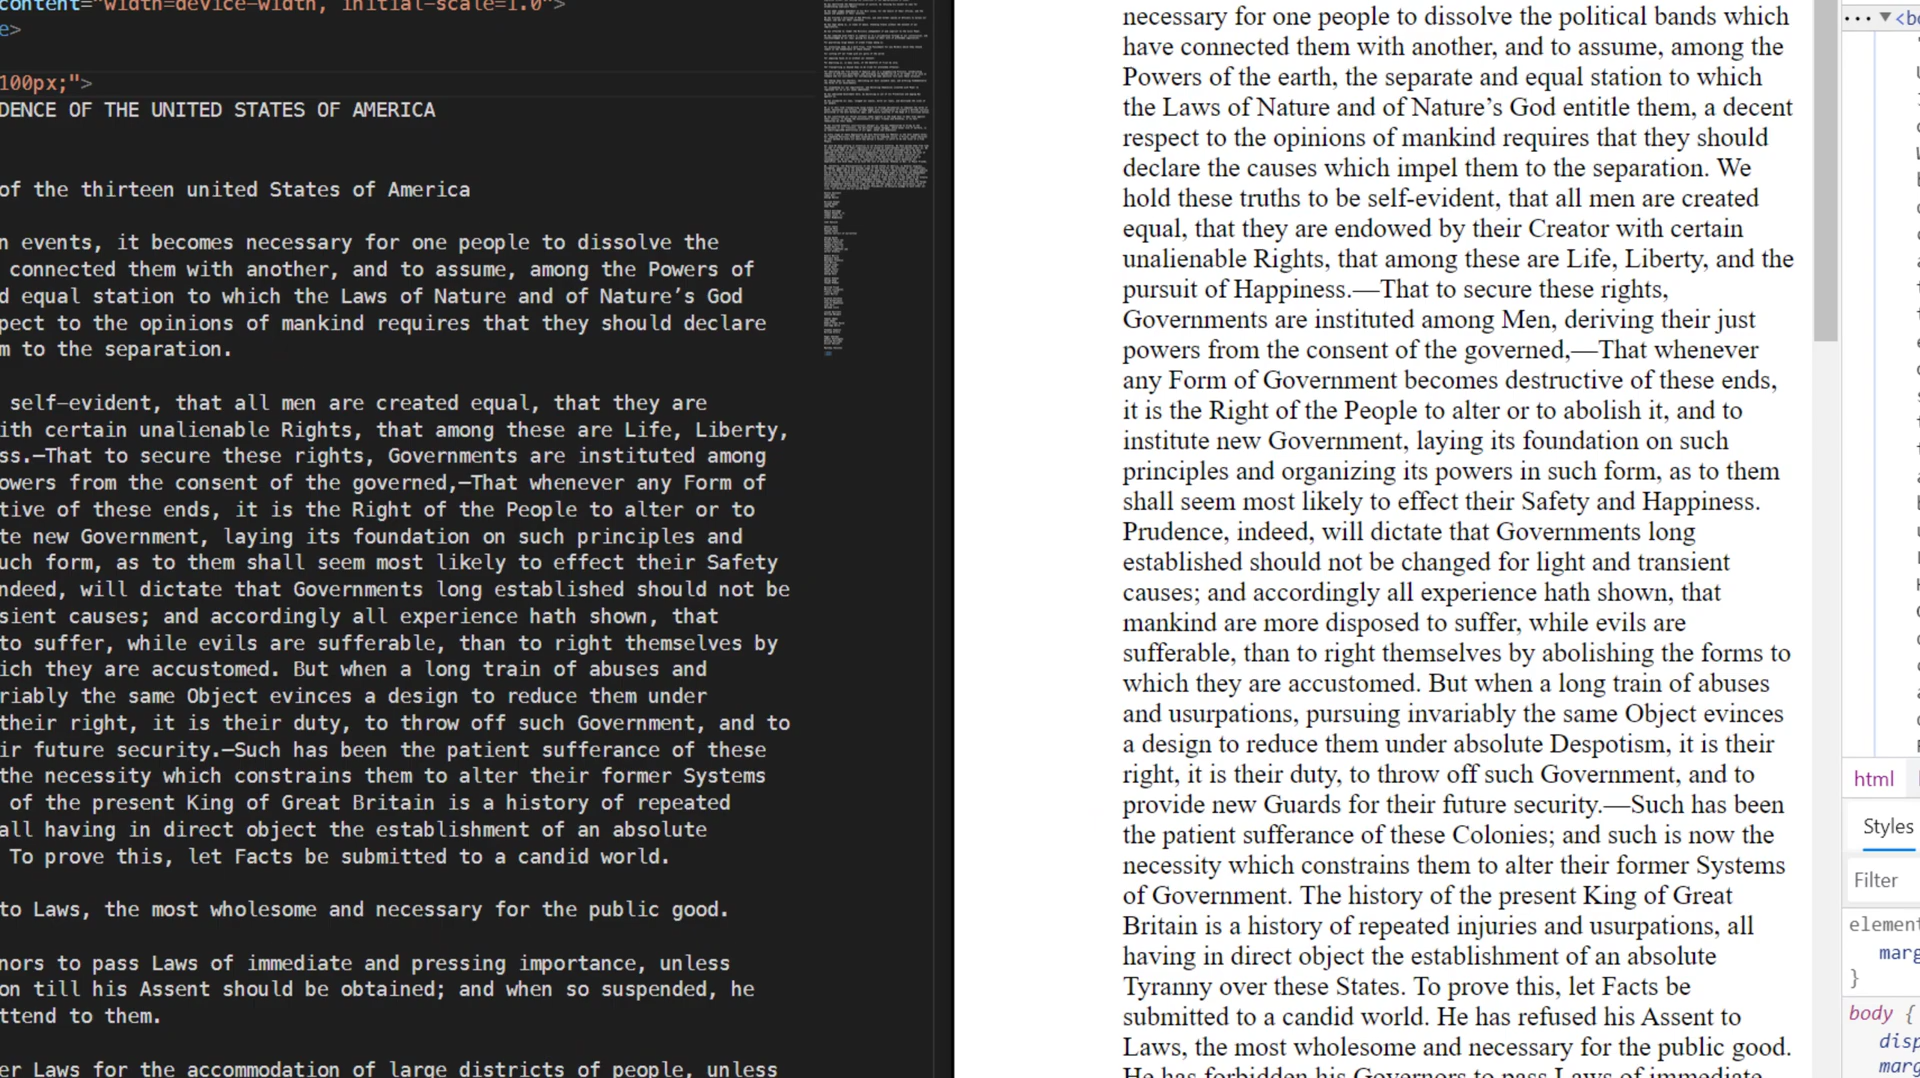 content="width=device-width, initial-scale=1.0">
e>
100px;">
DENCE OF THE UNITED STATES OF AMERICA
of the thirteen united States of America
n events, it becomes necessary for one people to dissolve the
connected them with another, and to assume, among the Powers of
d equal station to which the Laws of Nature and of Nature’s God
pect to the opinions of mankind requires that they should declare
m to the separation.
self-evident, that all men are created equal, that they are
ith certain unalienable Rights, that among these are Life, Liberty,
ss.—That to secure these rights, Governments are instituted among
owers from the consent of the governed,—That whenever any Form of
tive of these ends, it is the Right of the People to alter or to
te new Government, laying its foundation on such principles and
uch form, as to them shall seem most likely to effect their Safety
ndeed, will dictate that Governments long established should not be
sient causes; and accordingly all experience hath shown, that
to suffer, while evils are sufferable, than to right themselves by
ich they are accustomed. But when a long train of abuses and
riably the same Object evinces a design to reduce them under
their right, it is their duty, to throw off such Government, and to
ir future security.—Such has been the patient sufferance of these
the necessity which constrains them to alter their former Systems
of the present King of Great Britain is a history of repeated
all having in direct object the establishment of an absolute
To prove this, let Facts be submitted to a candid world.
to Laws, the most wholesome and necessary for the public good.
nors to pass Laws of immediate and pressing importance, unless
on till his Assent should be obtained; and when so suspended, he
ttend to them.
er Laws for the accommodation of large districts of people, unless
necessary for one people to dissolve the political bands which
have connected them with another, and to assume, among the
Powers of the earth, the separate and equal station to which
the Laws of Nature and of Nature’s God entitle them, a decent
respect to the opinions of mankind requires that they should
declare the causes which impel them to the separation. We
hold these truths to be self-evident, that all men are created
equal, that they are endowed by their Creator with certain
unalienable Rights, that among these are Life, Liberty, and the
pursuit of Happiness.—That to secure these rights,
Governments are instituted among Men, deriving their just
powers from the consent of the governed,—That whenever
any Form of Government becomes destructive of these ends,
it is the Right of the People to alter or to abolish it, and to
institute new Government, laying its foundation on such
principles and organizing its powers in such form, as to them
shall seem most likely to effect their Safety and Happiness.
Prudence, indeed, will dictate that Governments long
established should not be changed for light and transient
causes; and accordingly all experience hath shown, that
mankind are more disposed to suffer, while evils are
sufferable, than to right themselves by abolishing the forms to
which they are accustomed. But when a long train of abuses
and usurpations, pursuing invariably the same Object evinces
a design to reduce them under absolute Despotism, it is their
right, it is their duty, to throw off such Government, and to
provide new Guards for their future security.—Such has been
the patient sufferance of these Colonies; and such is now the
necessity which constrains them to alter their former Systems
of Government. The history of the present King of Great
Britain is a history of repeated injuries and usurpations, all
having in direct object the establishment of an absolute
Tyranny over these States. To prove this, let Facts be
submitted to a candid world. He has refused his Assent to
Laws, the most wholesome and necessary for the public good.
He has forbidden his Governors to pass Laws of immediate
... <bo
html
Styles
Filter
element
marg
}
body {
disp
marg